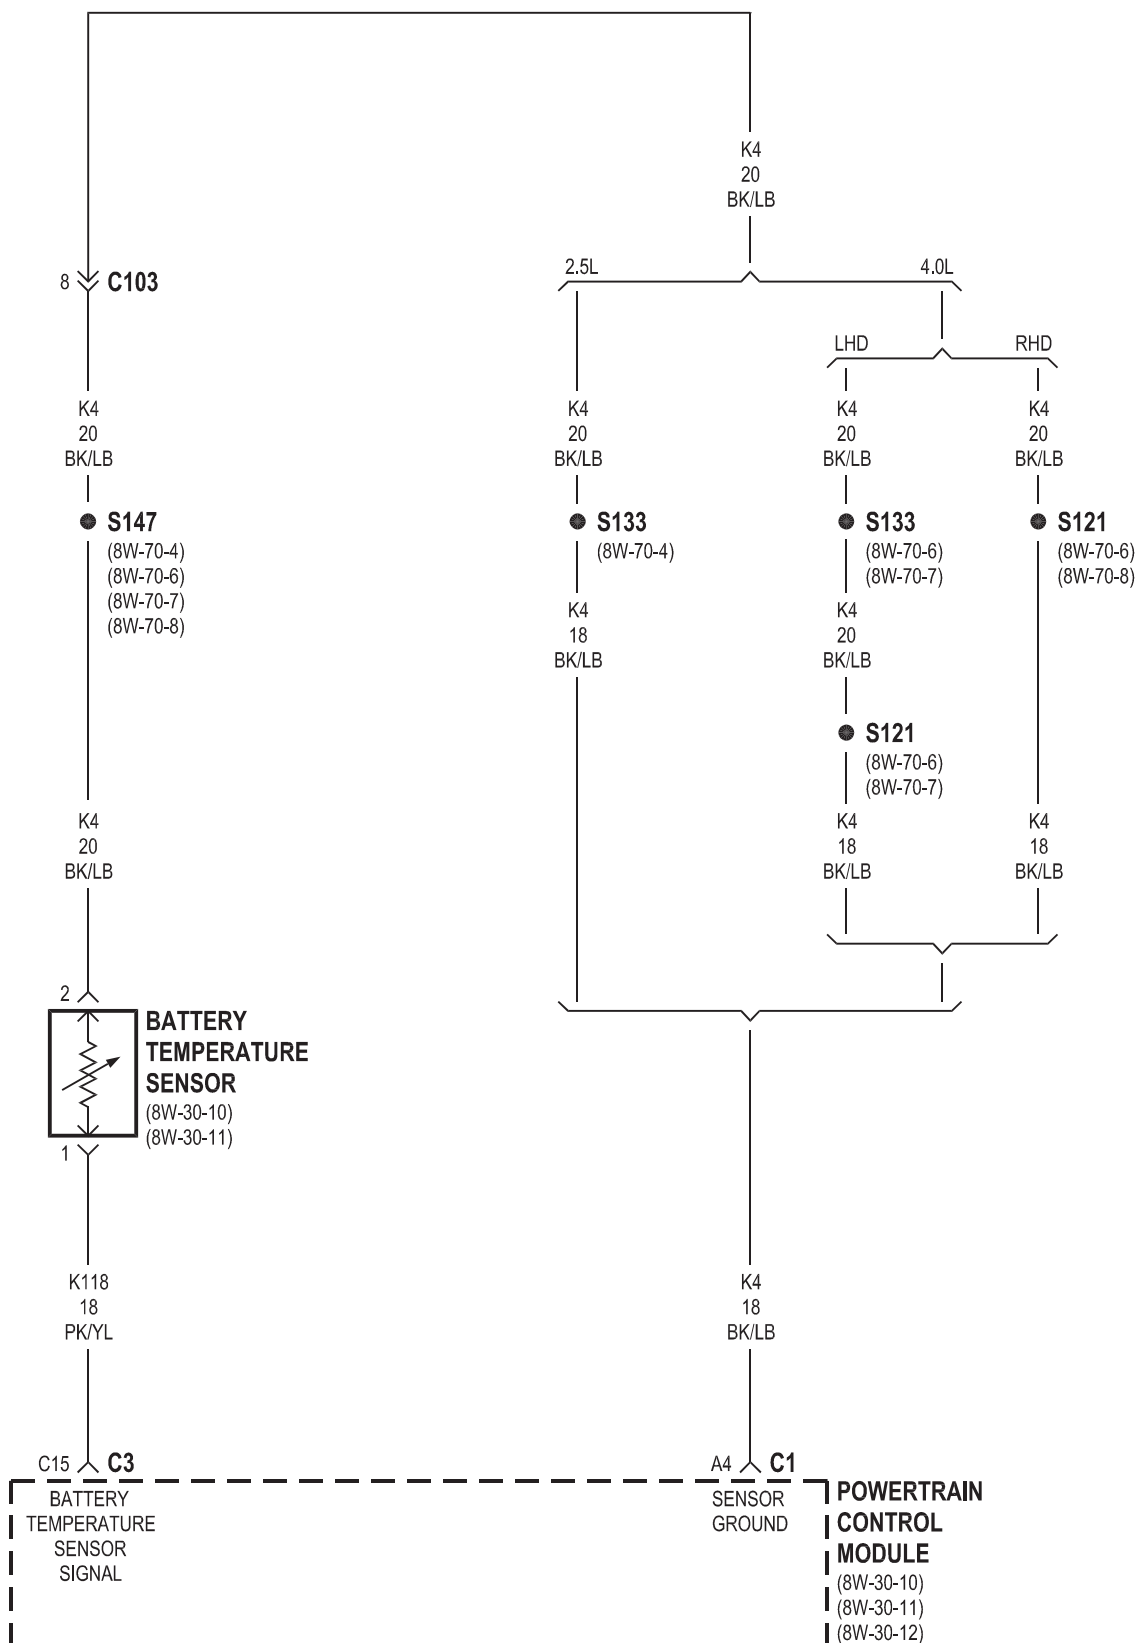 K4
20
BK/LB
2.5L
4.0L
8
C103
LHD
RHD
K4
20
BK/LB
K4
20
BK/LB
K4
20
BK/LB
K4
20
BK/LB
S147
(8W-70-4)
(8W-70-6)
(8W-70-7)
(8W-70-8)
S133
(8W-70-4)
S133
(8W-70-6)
(8W-70-7)
S121
(8W-70-6)
(8W-70-8)
K4
18
BK/LB
K4
20
BK/LB
S121
(8W-70-6)
(8W-70-7)
K4
20
BK/LB
K4
18
BK/LB
K4
18
BK/LB
2
BATTERY
TEMPERATURE
SENSOR
(8W-30-10)
(8W-30-11)
1
K118
18
PK/YL
K4
18
BK/LB
C15
C3
A4
C1
BATTERY
TEMPERATURE
SENSOR
SIGNAL
SENSOR
GROUND
POWERTRAIN
CONTROL
MODULE
(8W-30-10)
(8W-30-11)
(8W-30-12)